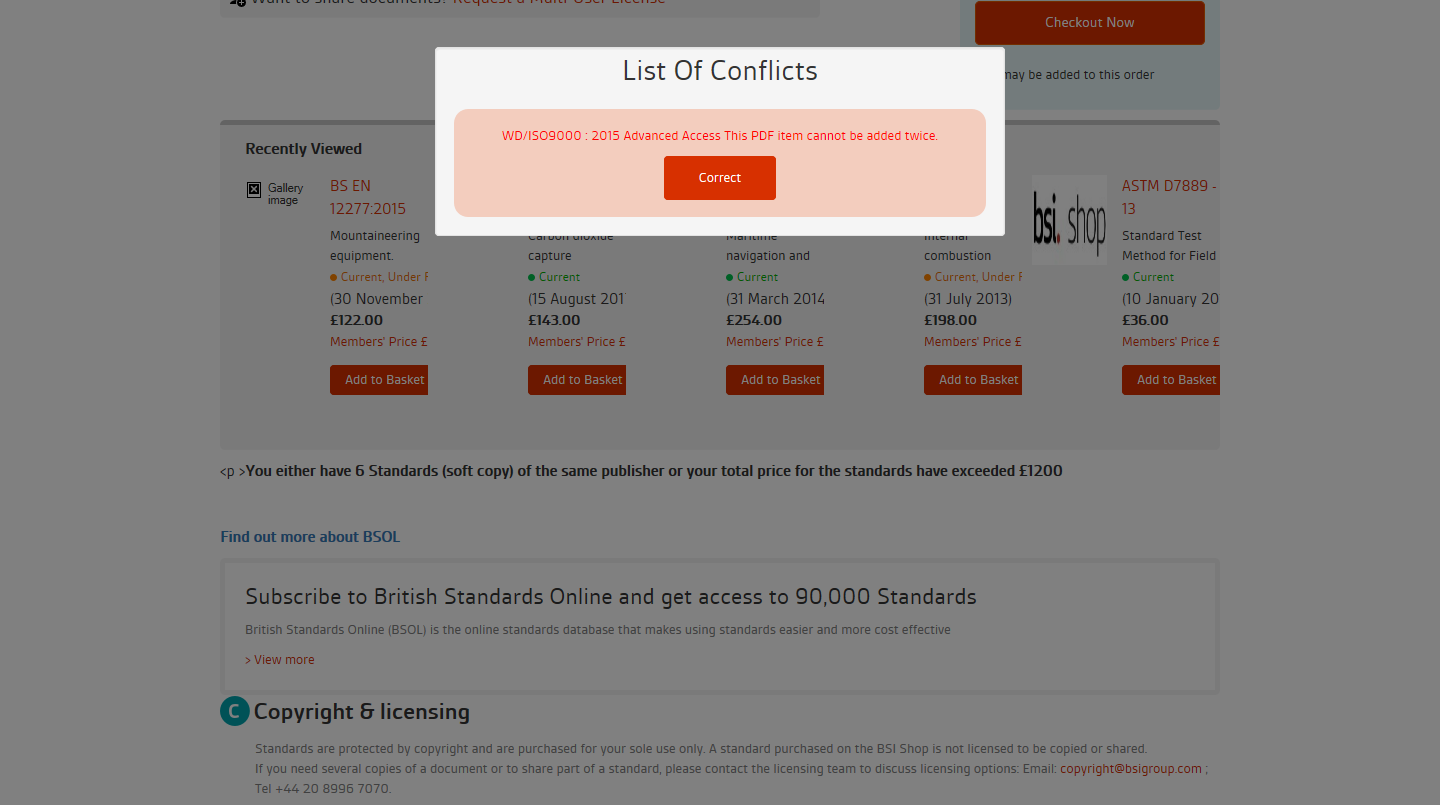 Want to share documents? Request a Multi-User License
Checkout Now
may be added to this order
List Of Conflicts
WD/ISO9000 : 2015 Advanced Access This PDF item cannot be added twice.
Correct
Recently Viewed
Gallery
image
BS EN
12277:2015
Mountaineering
equipment.
Current, Under R
(30 November
£122.00
Members' Price £
Add to Basket
Carbon dioxide
capture
Current
(15 August 201
£143.00
Members' Price £
Add to Basket
Maritime
navigation and
Current
(31 March 2014
£254.00
Members' Price £
Add to Basket
Internal
combustion
Current, Under R
(31 July 2013)
£198.00
Members' Price £
Add to Basket
bsi. shop
ASTM D7889 -
13
Standard Test
Method for Field
Current
(10 January 20
£36.00
Members' Price £
Add to Basket
<p >You either have 6 Standards (soft copy) of the same publisher or your total price for the standards have exceeded £1200
Find out more about BSOL
Subscribe to British Standards Online and get access to 90,000 Standards
British Standards Online (BSOL) is the online standards database that makes using standards easier and more cost effective
> View more
C Copyright & licensing
Standards are protected by copyright and are purchased for your sole use only. A standard purchased on the BSI Shop is not licensed to be copied or shared.
If you need several copies of a document or to share part of a standard, please contact the licensing team to discuss licensing options: Email: copyright@bsigroup.com ;
Tel +44 20 8996 7070.